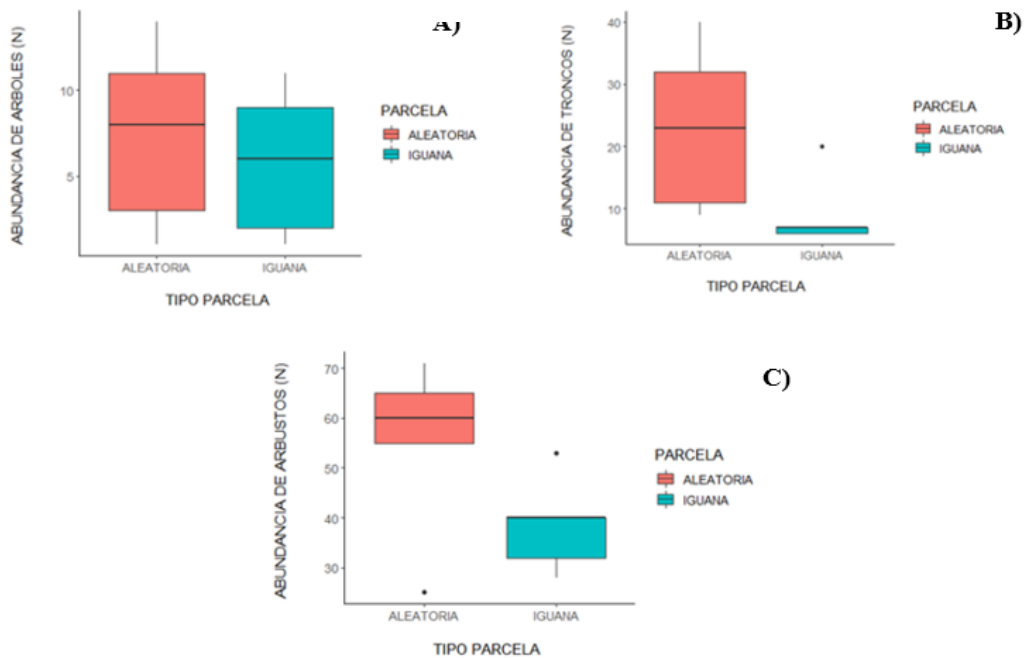 A)
ABUNDANCIA DE ARBOLES (N)
10
5
ALEATORIA IGUANA
TIPO PARCELA
PARCELA
ALEATORIA
IGUANA
B)
ABUNDANCIA DE TRONCOS (N)
40
30
20
10
ALEATORIA IGUANA
TIPO PARCELA
PARCELA
ALEATORIA
IGUANA
C)
ABUNDANCIA DE ARBUSTOS (N)
70
60
50
40
30
ALEATORIA IGUANA
TIPO PARCELA
PARCELA
ALEATORIA
IGUANA